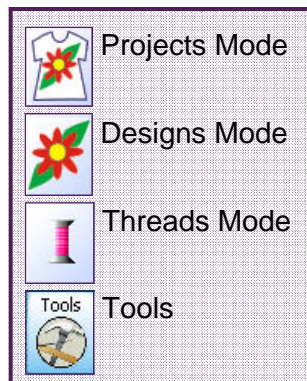 Projects Mode
Designs Mode
Threads Mode
Tools
Tools